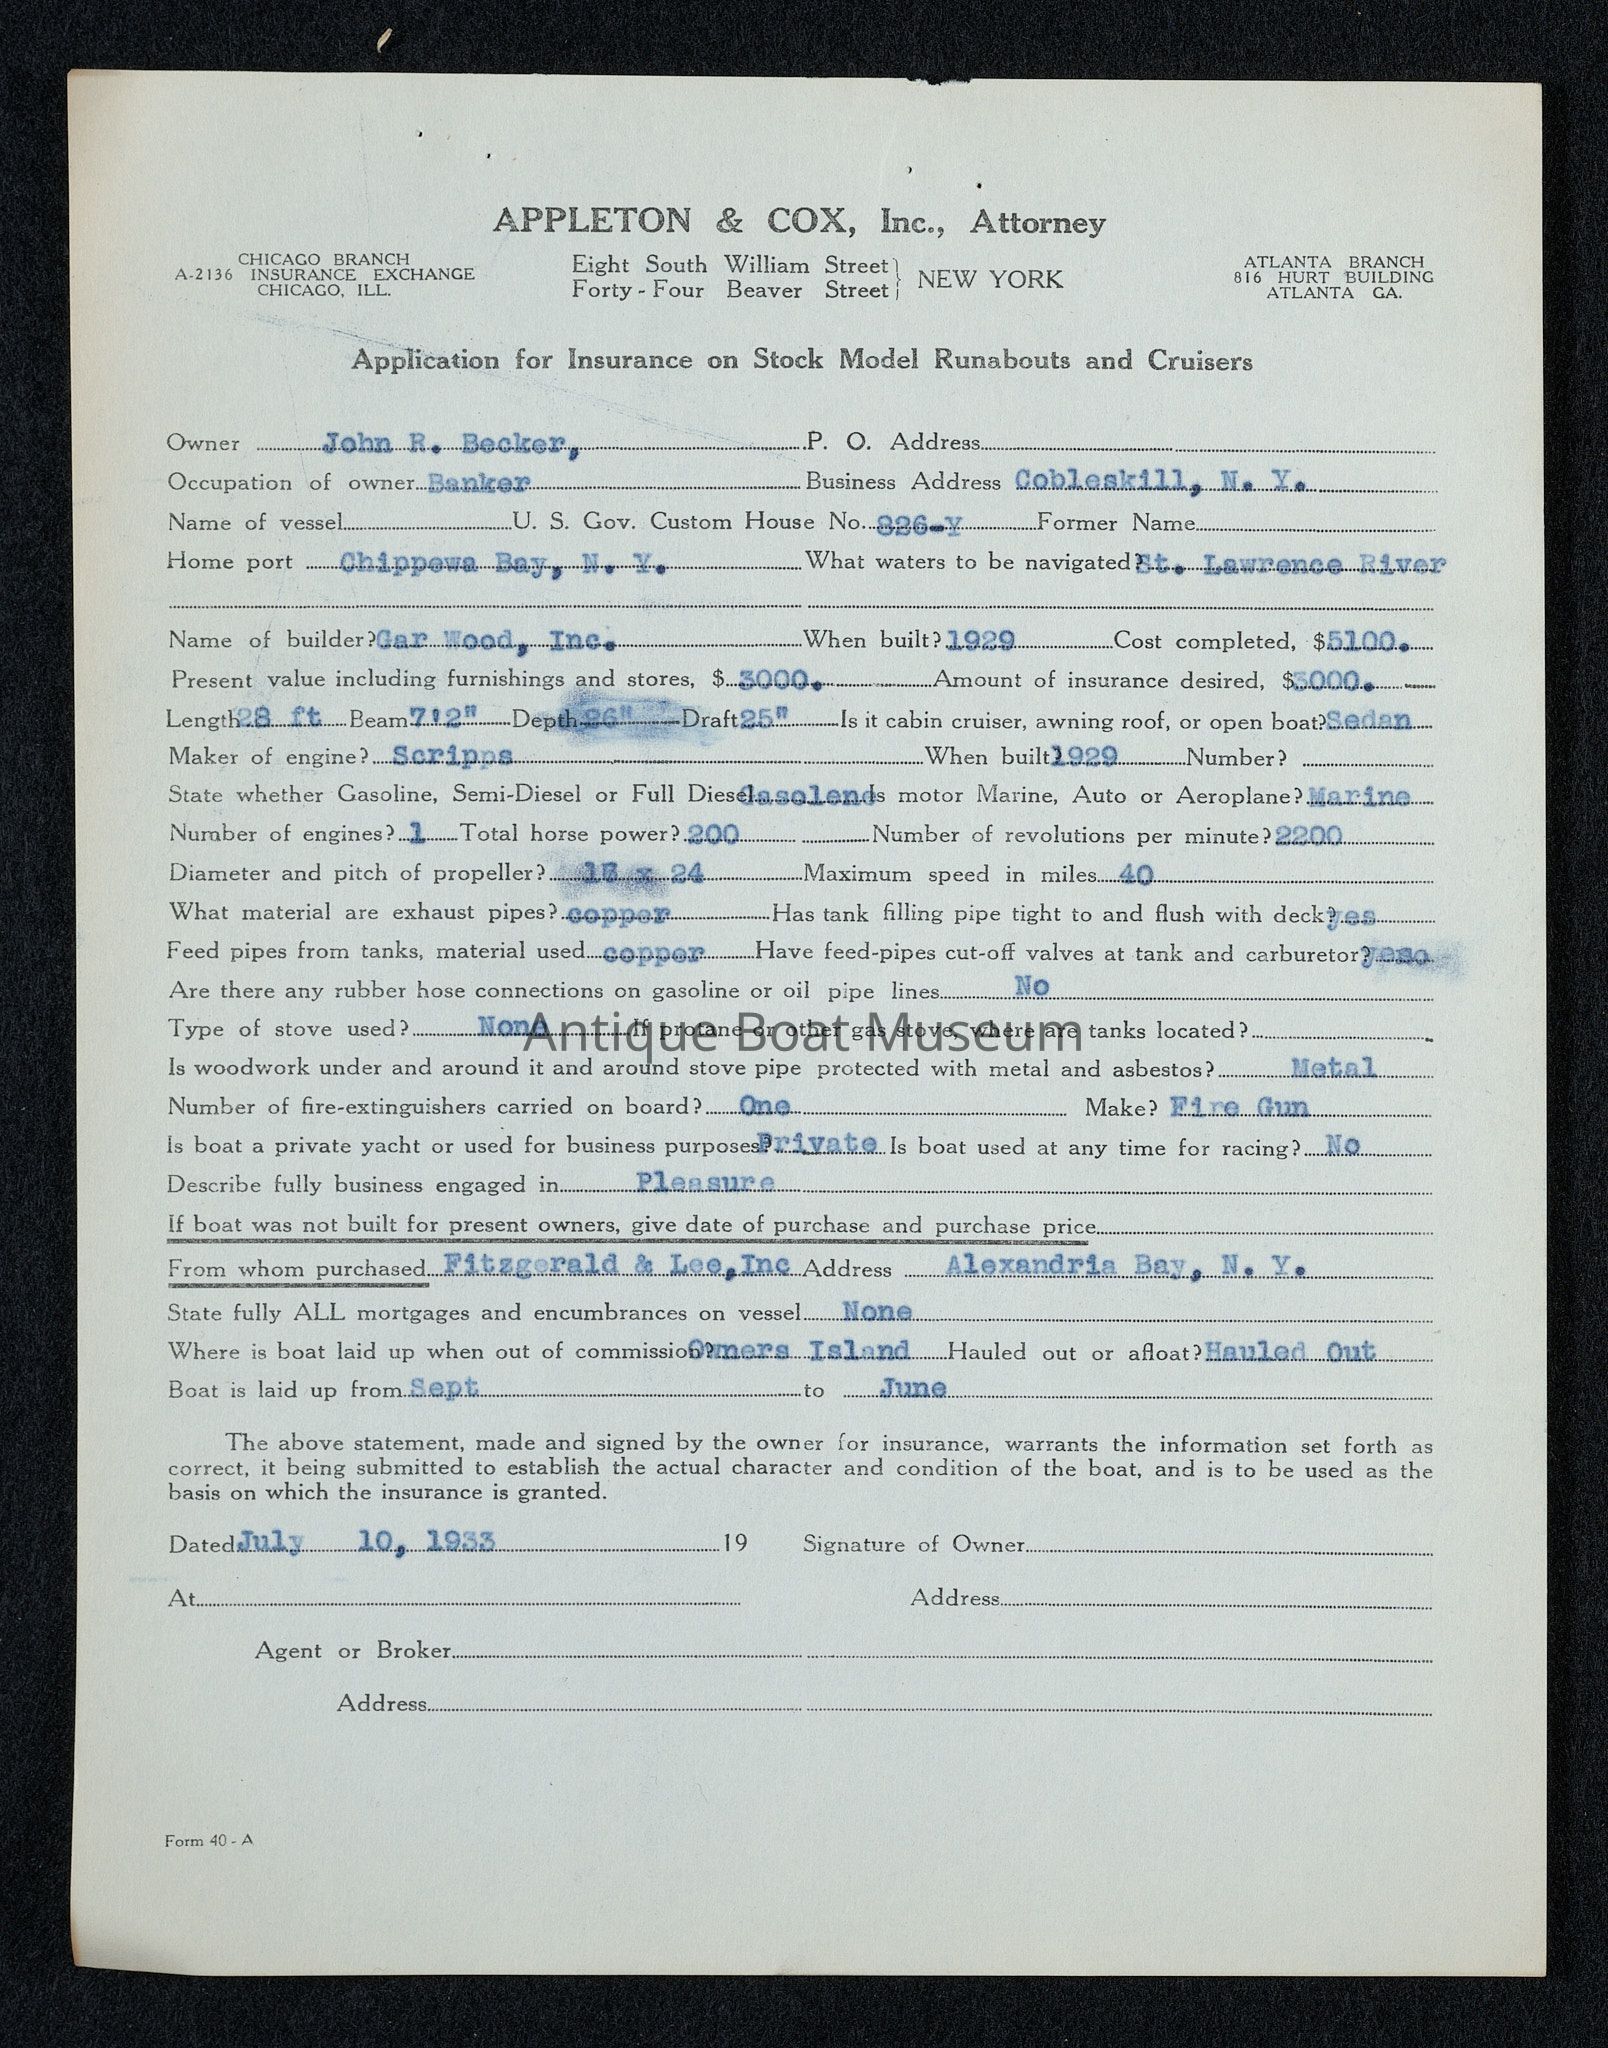 APPLETON & COX, Inc., Attorney
CHICAGO BRANCH
A-2136 INSURANCE EXCHANGE
CHICAGO, ILL.
Eight South William Street
Forty-Four Beaver Street
NEW YORK
ATLANTA BRANCH
816 HURT BUILDING
ATLANTA GA.
Application for Insurance on Stock Model Runabouts and Cruisers
Owner John R. Becker, P. O. Address
Occupation of owner Banker Business Address Cobleskill, N. Y.
Name of vessel U. S. Gov. Custom House No. 826-Y Former Name
Home port Chippewa Bay, N. Y. What waters to be navigated? St. Lawrence River
Name of builder? Gar Wood, Inc. When built? 1929 Cost completed, $5100.
Present value including furnishings and stores, $ 3000. Amount of insurance desired, $3000.
Length 28 ft Beam 7'2" Depth 26" Draft 25" Is it cabin cruiser, awning roof, or open boat? Sedan
Maker of engine? Scripps When built? 1929 Number?
State whether Gasoline, Semi-Diesel or Full Diesel Gasolene Is motor Marine, Auto or Aeroplane? Marine
Number of engines? 1 Total horse power? 200 Number of revolutions per minute? 2200
Diameter and pitch of propeller? x 24 Maximum speed in miles 40
What material are exhaust pipes? copper Has tank filling pipe tight to and flush with deck? yes
Feed pipes from tanks, material used copper Have feed-pipes cut-off valves at tank and carburetor?
Are there any rubber hose connections on gasoline or oil pipe lines No
Type of stove used? None If protane or other gas stove, where are tanks located?
Antique Boat Museum
Is woodwork under and around it and around stove pipe protected with metal and asbestos? Metal
Number of fire-extinguishers carried on board? One Make? Fire Gun
Is boat a private yacht or used for business purposes? Private Is boat used at any time for racing? No
Describe fully business engaged in Pleasure
If boat was not built for present owners, give date of purchase and purchase price
From whom purchased Fitzgerald & Lee,Inc Address Alexandria Bay, N. Y.
State fully ALL mortgages and encumbrances on vessel None
Where is boat laid up when out of commission? Owners Island Hauled out or afloat? Hauled Out
Boat is laid up from Sept to June
The above statement, made and signed by the owner for insurance, warrants the information set forth as
correct, it being submitted to establish the actual character and condition of the boat, and is to be used as the
basis on which the insurance is granted.
Dated July 10, 1933 19 Signature of Owner
At Address
Agent or Broker
Address
Form 40 - A